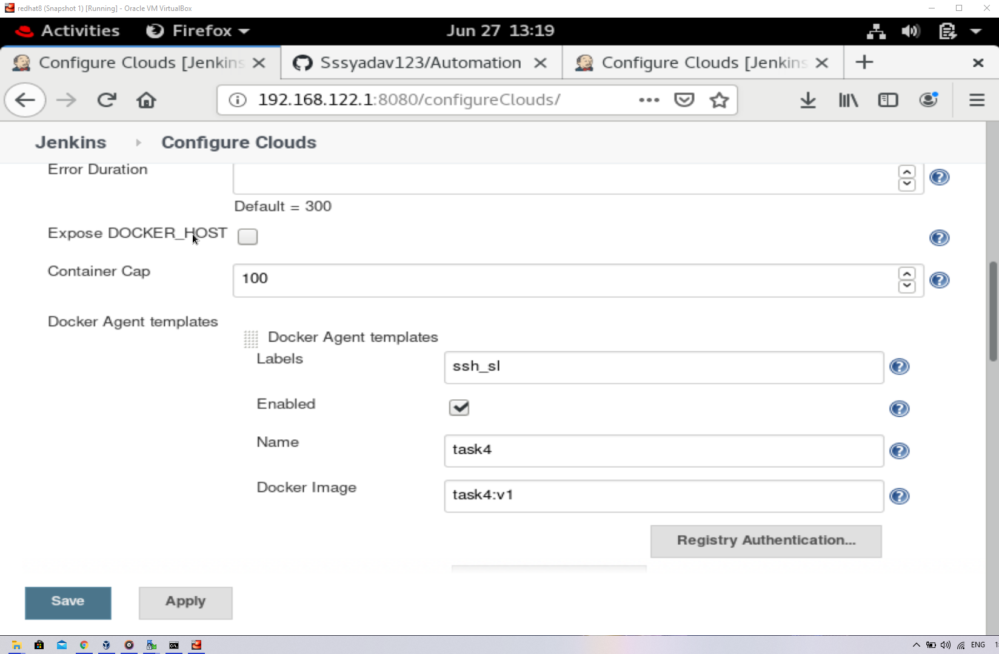 redhat8 (Snapshot 1) [Running] - Oracle VM VirtualBox
Activities Firefox Jun 27 13:19
Configure Clouds [Jenkins Sssyadav123/Automation Configure Clouds [Jenkins
192.168.122.1:8080/configureClouds/
Jenkins Configure Clouds
Error Duration
Default = 300
Expose DOCKER_HOST
Container Cap 100
Docker Agent templates
Docker Agent templates
Labels ssh_sl
Enabled
Name task4
Docker Image task4:v1
Registry Authentication...
Save Apply
ENG